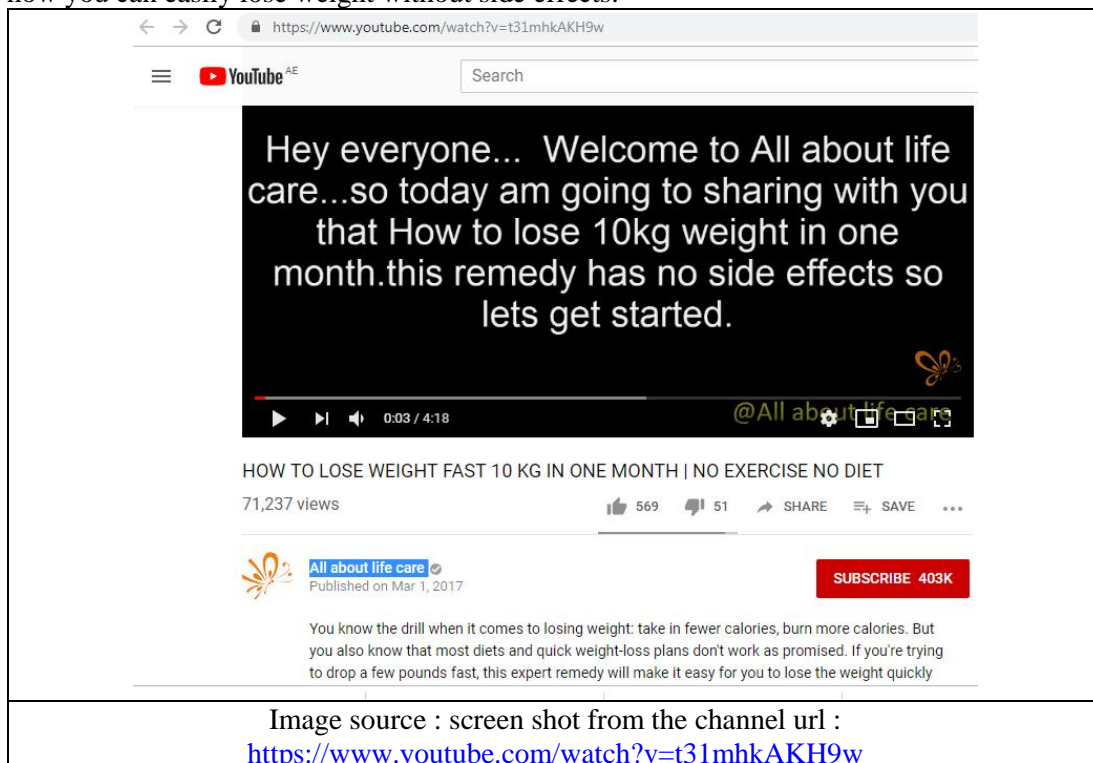 how you can easily lose weight without side effects.
https://www.youtube.com/watch?v=t31mhkAKH9w
YouTube AE
Search
Hey everyone... Welcome to All about life
care...so today am going to sharing with you
that How to lose 10kg weight in one
month.this remedy has no side effects so
lets get started.
0:03 / 4:18
@All about life care
HOW TO LOSE WEIGHT FAST 10 KG IN ONE MONTH | NO EXERCISE NO DIET
71,237 views
569 51 SHARE SAVE
All about life care
SUBSCRIBE 403K
Published on Mar 1, 2017
You know the drill when it comes to losing weight: take in fewer calories, burn more calories. But
you also know that most diets and quick weight-loss plans don't work as promised. If you're trying
to drop a few pounds fast, this expert remedy will make it easy for you to lose the weight quickly
Image source : screen shot from the channel url :
https://www.youtube.com/watch?v=t31mhkAKH9w